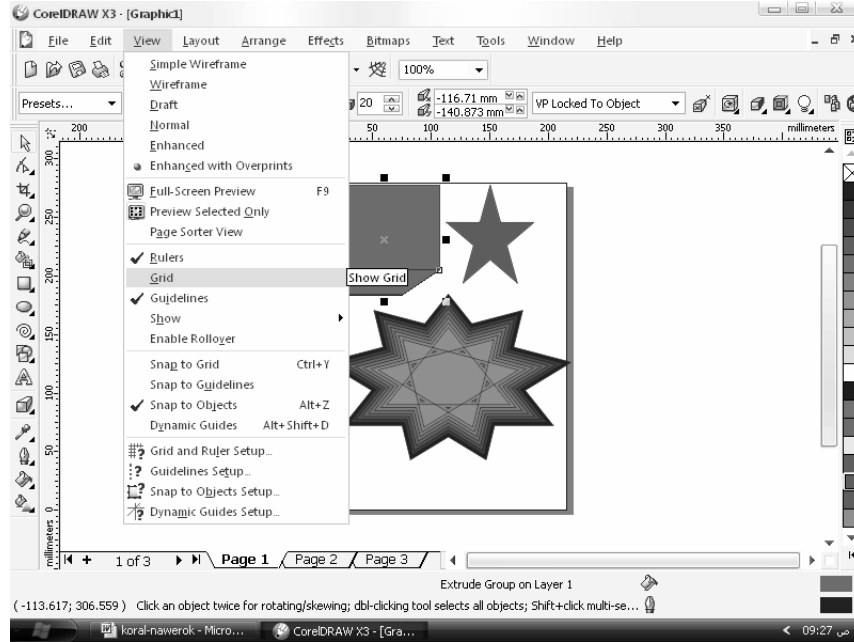 CorelDRAW X3 - [Graphic1]
File Edit View Layout Arrange Effects Bitmaps Text Tools Window Help
100%
Presets... 20 -116.71 mm -140.873 mm VP Locked To Object
200 50 100 150 200 250 300 350 millimeters
Simple Wireframe
Wireframe
Draft
Normal
Enhanced
Enhanced with Overprints
Full-Screen Preview F9
Preview Selected Only
Page Sorter View
Rulers
Grid
Show Grid
Guidelines
Show
Enable Rollover
Snap to Grid Ctrl+Y
Snap to Guidelines
Snap to Objects Alt+Z
Dynamic Guides Alt+Shift+D
Grid and Ruler Setup...
Guidelines Setup...
Snap to Objects Setup...
Dynamic Guides Setup...
300
250
200
150
100
50
0
millimeters
1 of 3 Page 1 Page 2 Page 3
Extrude Group on Layer 1
( -113.617; 306.559 ) Click an object twice for rotating/skewing; dbl-clicking tool selects all objects; Shift+click multi-se...
koral-nawerok - Micro... CorelDRAW X3 - [Gra... 09:27 ص